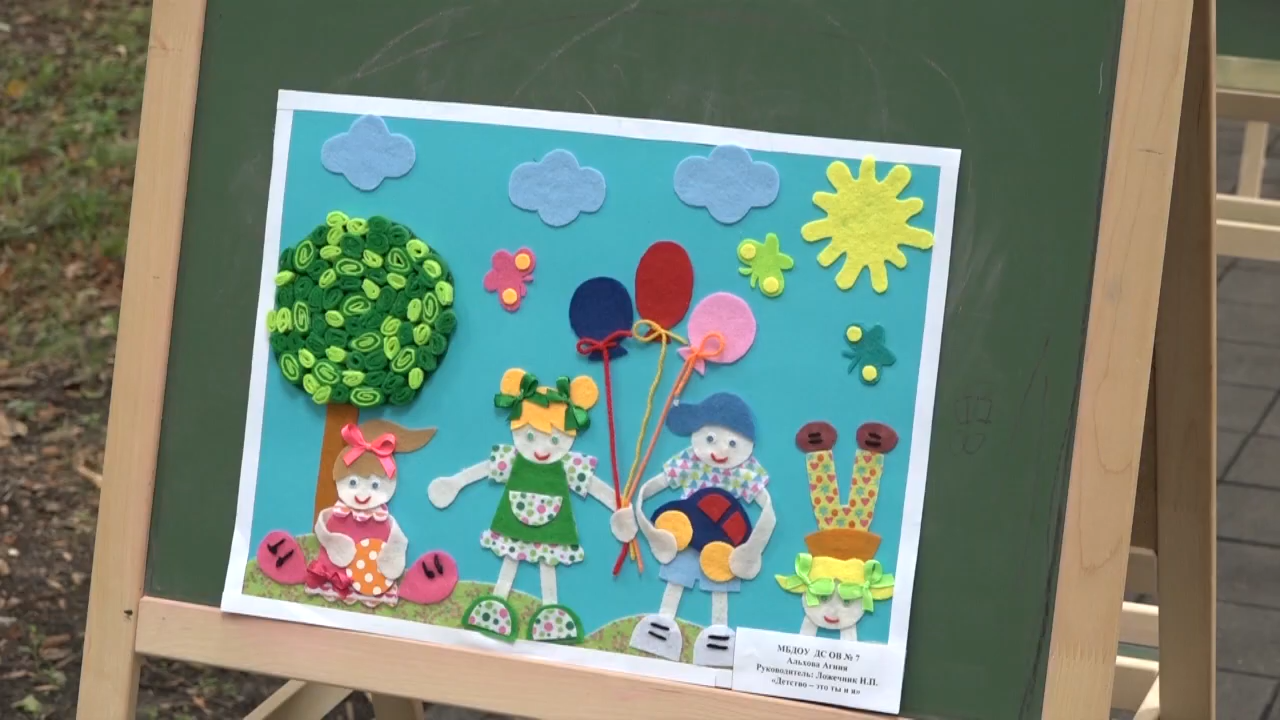 МБДОУ ДС ОВ № 7
Альхова Агния
Руководитель: Ложечник Н.П.
«Детство – это ты и я»